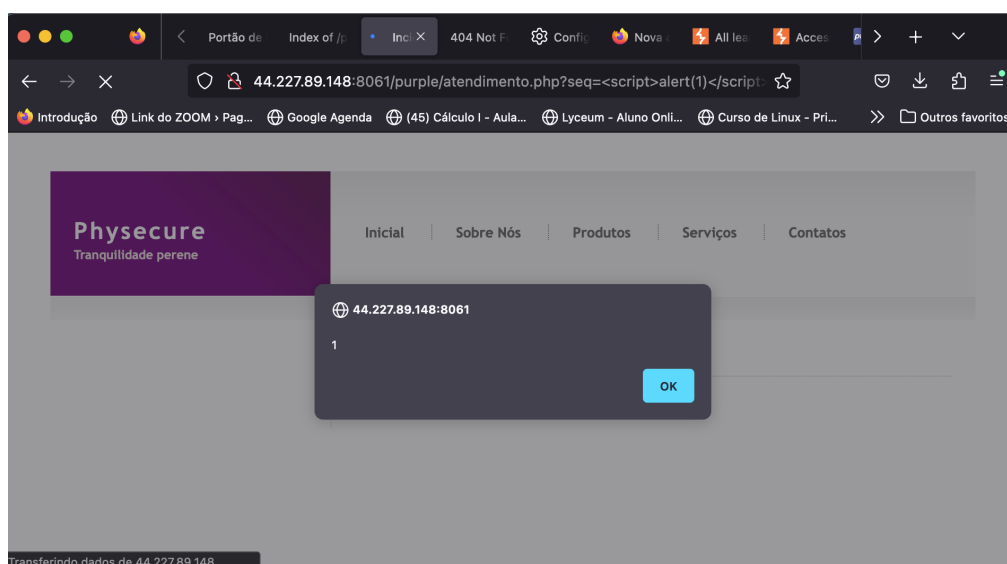 Portão de
Index of /p
Inci
404 Not F
Config
Nova
All lea
Acces
44.227.89.148:8061/purple/atendimento.php?seq=<script>alert(1)</script>
Introdução
Link do ZOOM › Pag...
Google Agenda
(45) Cálculo I - Aula...
Lyceum - Aluno Onli...
Curso de Linux - Pri...
Outros favoritos
Physecure
Tranquilidade perene
Inicial
Sobre Nós
Produtos
Serviços
Contatos
44.227.89.148:8061
1
OK
Transferindo dados de 44.227.89.148